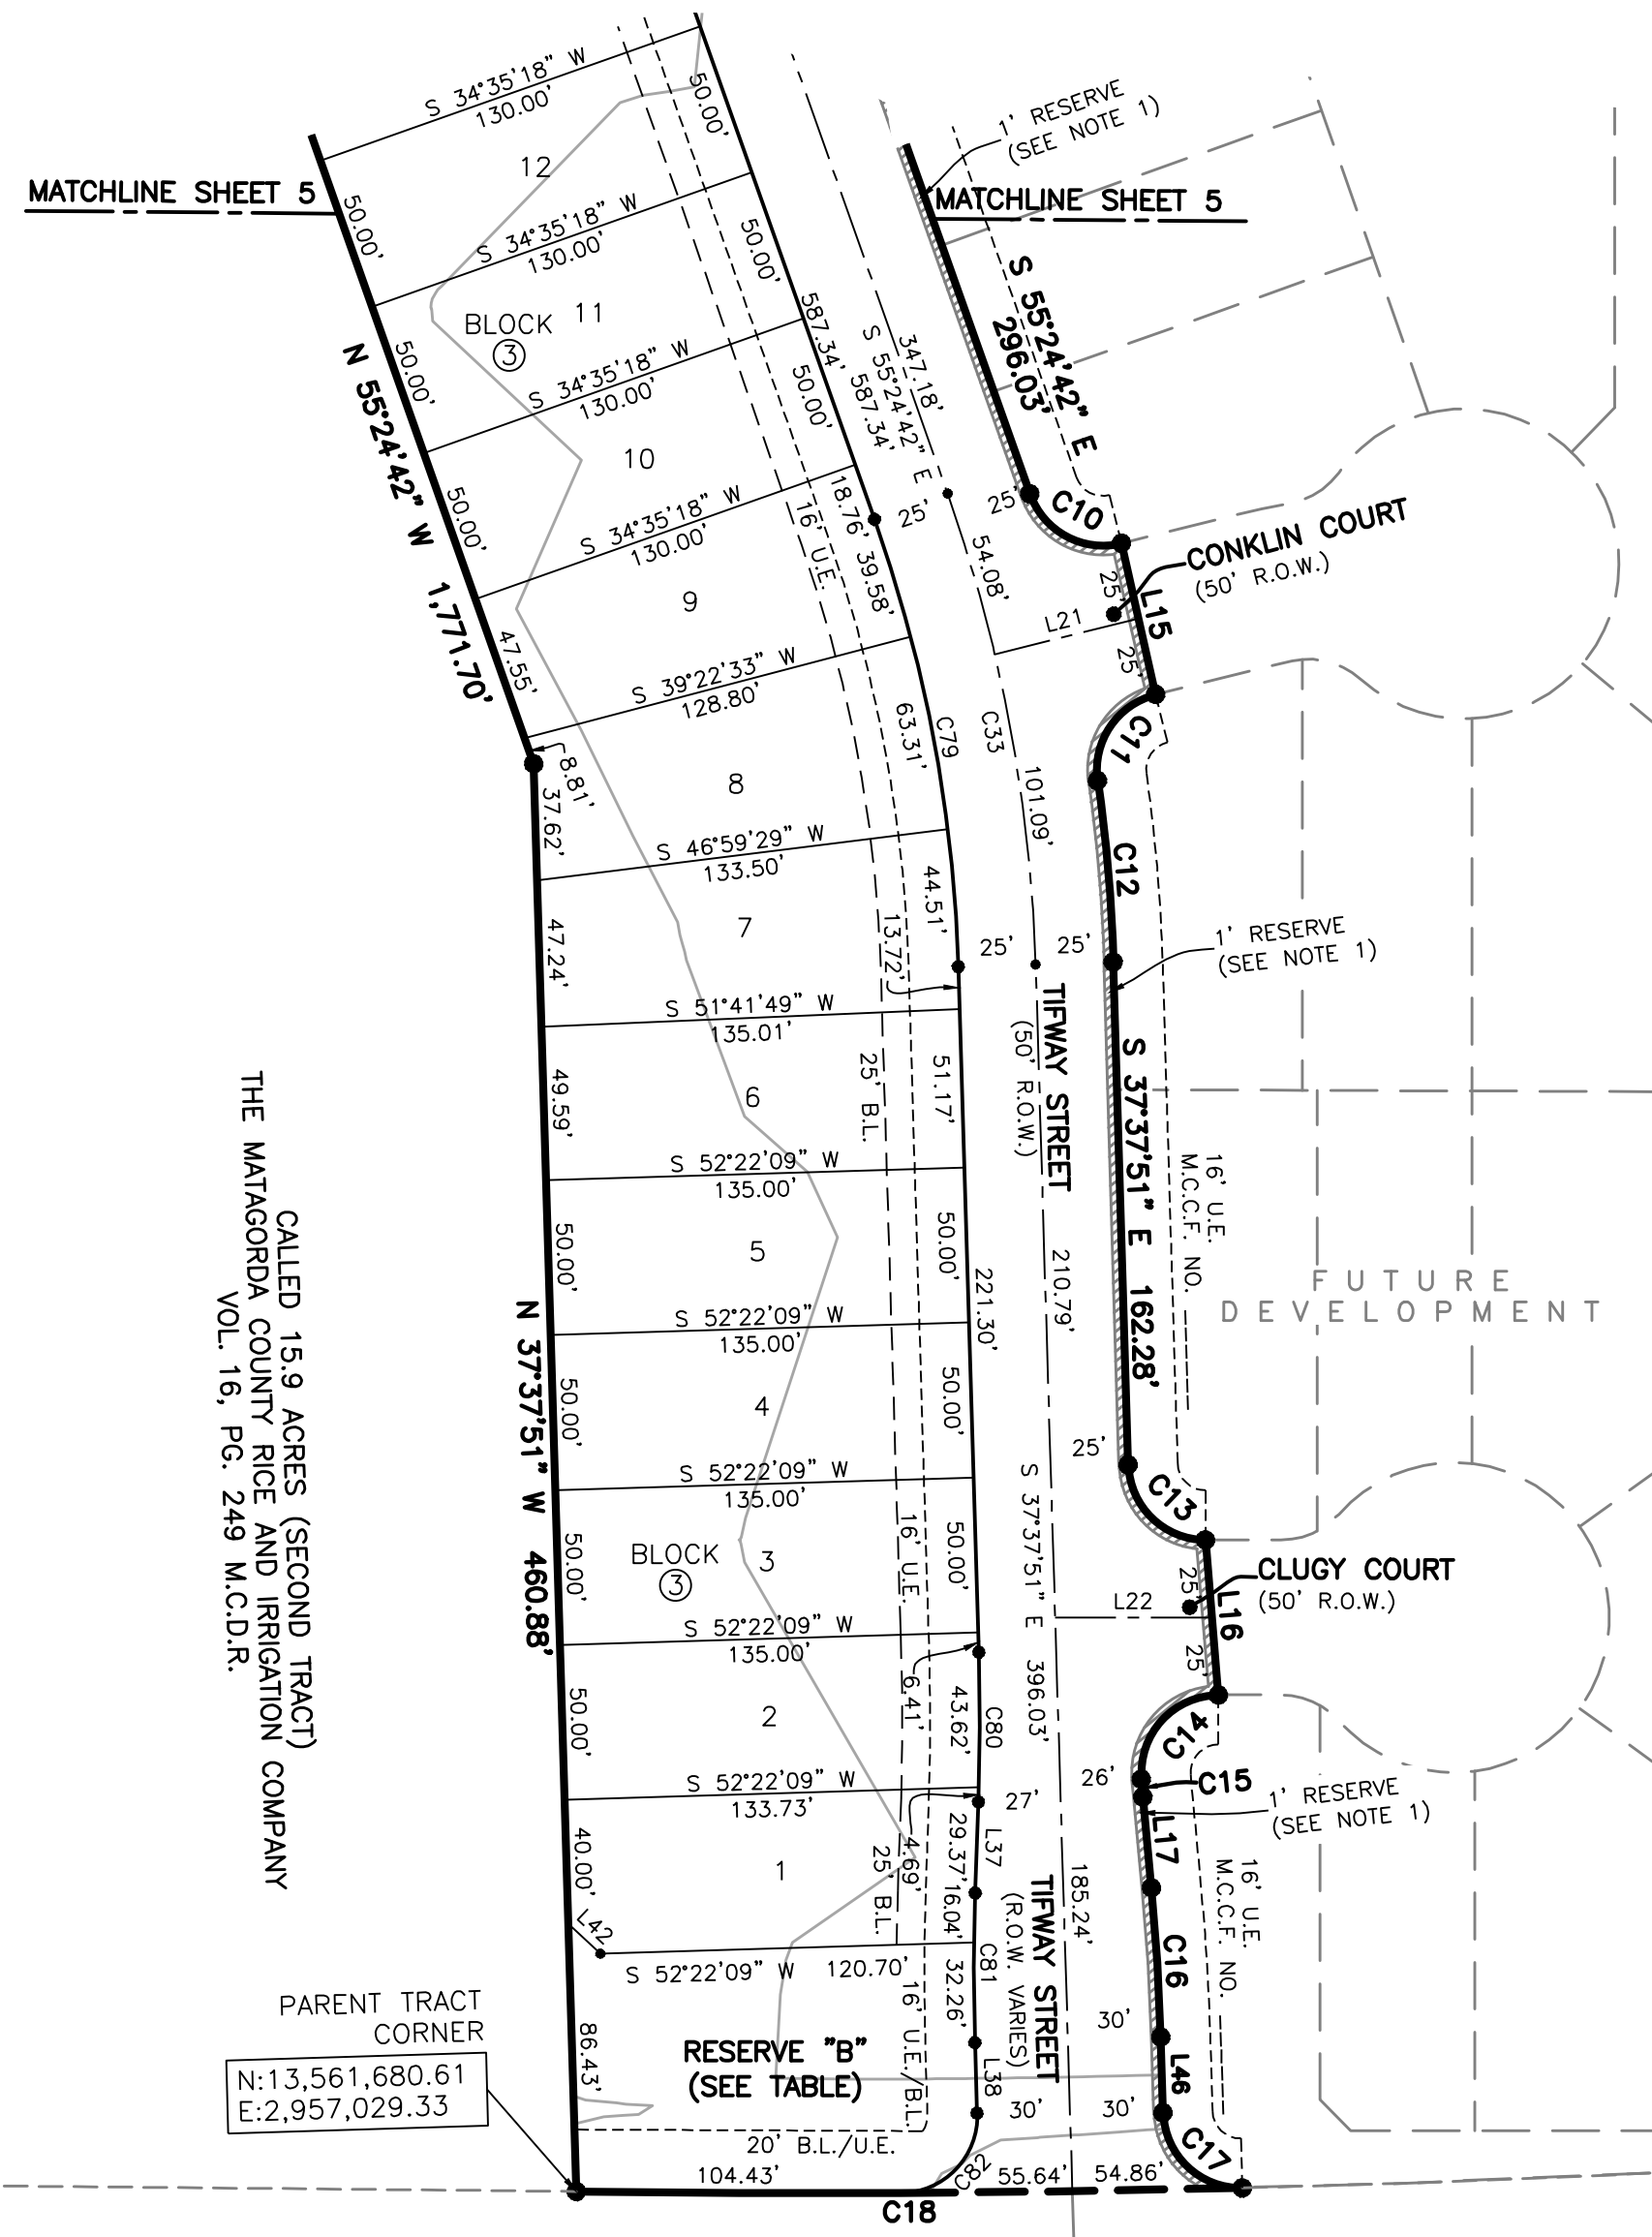 S 34°35'18" W
130.00'
50.00'
1' RESERVE
(SEE NOTE 1)
12
MATCHLINE SHEET 5
MATCHLINE SHEET 5
50.00'
S 34°35'18" W
130.00'
50.00'
S 55°24'42" E
296.03'
BLOCK
3
11
587.34'
347.18'
S 55°24'42" E
587.34'
50.00'
S 34°35'18" W
130.00'
50.00'
N 55°24'42" W 1,771.70'
10
50.00'
S 34°35'18" W
130.00'
16' U.E.
18.76'
25'
25'
C10
CONKLIN COURT
(50' R.O.W.)
39.58'
54.08'
25'
L15
L21
25'
9
47.55'
S 39°22'33" W
128.80'
63.31'
C79
C33
C11
8.81'
37.62'
8
101.09'
S 46°59'29" W
133.50'
44.51'
C12
47.24'
7
13.72'
25'
25'
1' RESERVE
(SEE NOTE 1)
S 51°41'49" W
135.01'
TIFWAY STREET
(50' R.O.W.)
49.59'
6
25' B.L.
51.17'
S 37°37'51" E 162.28'
S 52°22'09" W
135.00'
16' U.E.
M.C.C.F. NO.
50.00'
5
50.00'
221.30'
210.79'
FUTURE
DEVELOPMENT
S 52°22'09" W
135.00'
N 37°37'51" W 460.88'
50.00'
4
50.00'
25'
S 52°22'09" W
135.00'
S 37°37'51" E 396.03'
C13
CALLED 15.9 ACRES (SECOND TRACT)
THE MATAGORDA COUNTY RICE AND IRRIGATION COMPANY
VOL. 16, PG. 249 M.C.D.R.
50.00'
BLOCK
3
3
16' U.E.
50.00'
CLUGY COURT
(50' R.O.W.)
25'
L16
L22
25'
S 52°22'09" W
135.00'
6.41'
50.00'
2
43.62'
C80
C14
26'
C15
S 52°22'09" W
133.73'
4.69'
27'
1' RESERVE
(SEE NOTE 1)
40.00'
1
25' B.L.
29.37'
L37
L17
16' U.E.
M.C.C.F. NO.
185.24'
TIFWAY STREET
(R.O.W. VARIES)
16.04'
L42
S 52°22'09" W 120.70'
C81
32.26'
C16
PARENT TRACT
CORNER
N:13,561,680.61
E:2,957,029.33
86.43'
RESERVE "B"
(SEE TABLE)
16' U.E./B.L.
30'
L38
L46
30'
30'
20' B.L./U.E.
104.43'
C82
55.64'
54.86'
C17
C18